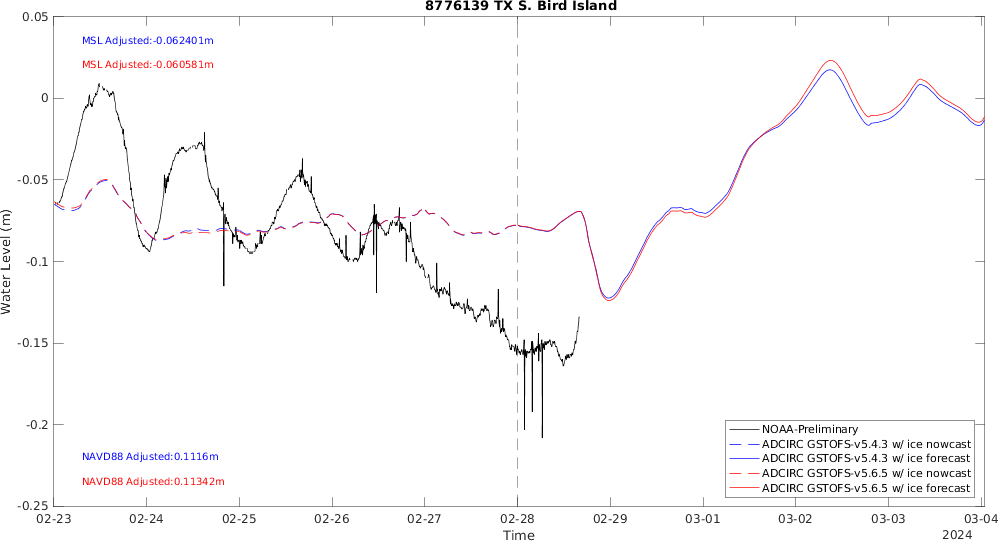 8776139 TX S. Bird Island
0.05
MSL Adjusted:-0.062401m
MSL Adjusted:-0.060581m
0
-0.05
Water Level (m)
-0.1
-0.15
-0.2
NOAA-Preliminary
ADCIRC GSTOFS-v5.4.3 w/ ice nowcast
NAVD88 Adjusted:0.1116m
ADCIRC GSTOFS-v5.4.3 w/ ice forecast
ADCIRC GSTOFS-v5.6.5 w/ ice nowcast
NAVD88 Adjusted:0.11342m
ADCIRC GSTOFS-v5.6.5 w/ ice forecast
-0.25
02-23 02-24 02-25 02-26 02-27 02-28 02-29 03-01 03-02 03-03 03-04
Time
2024